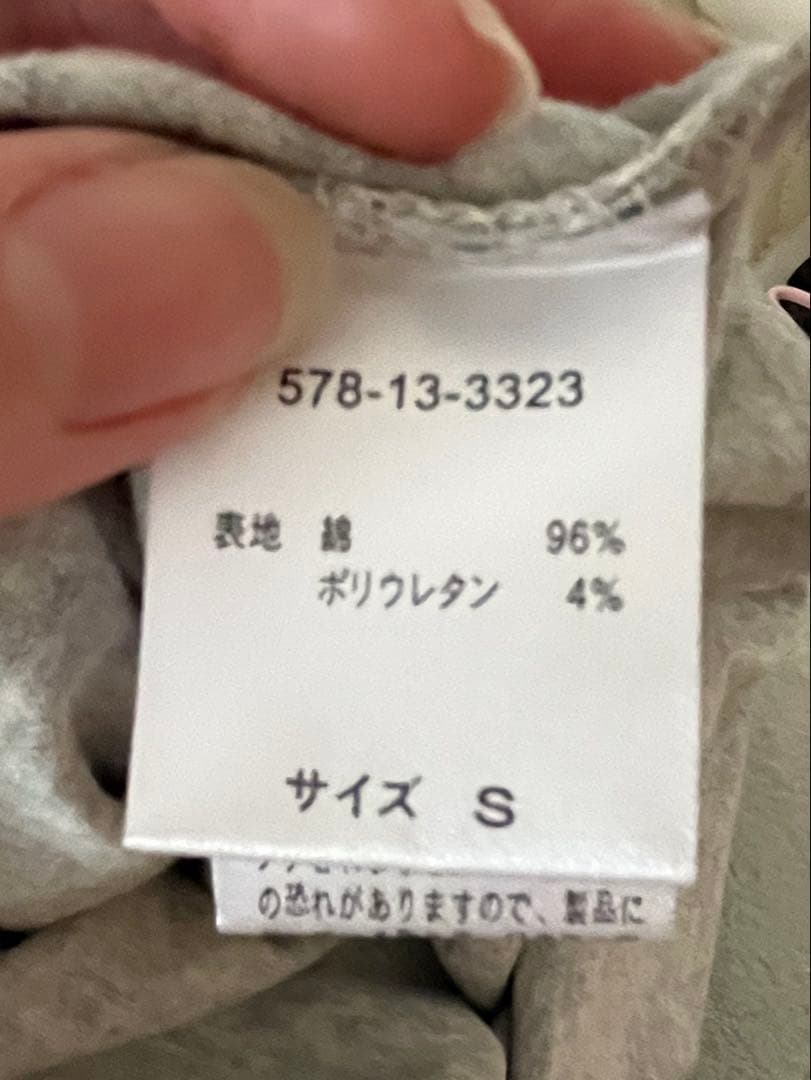 578-13-3323
表地 綿 96%
ポリウレタン 4%
サイズ S
の恐れがありますので、製品に